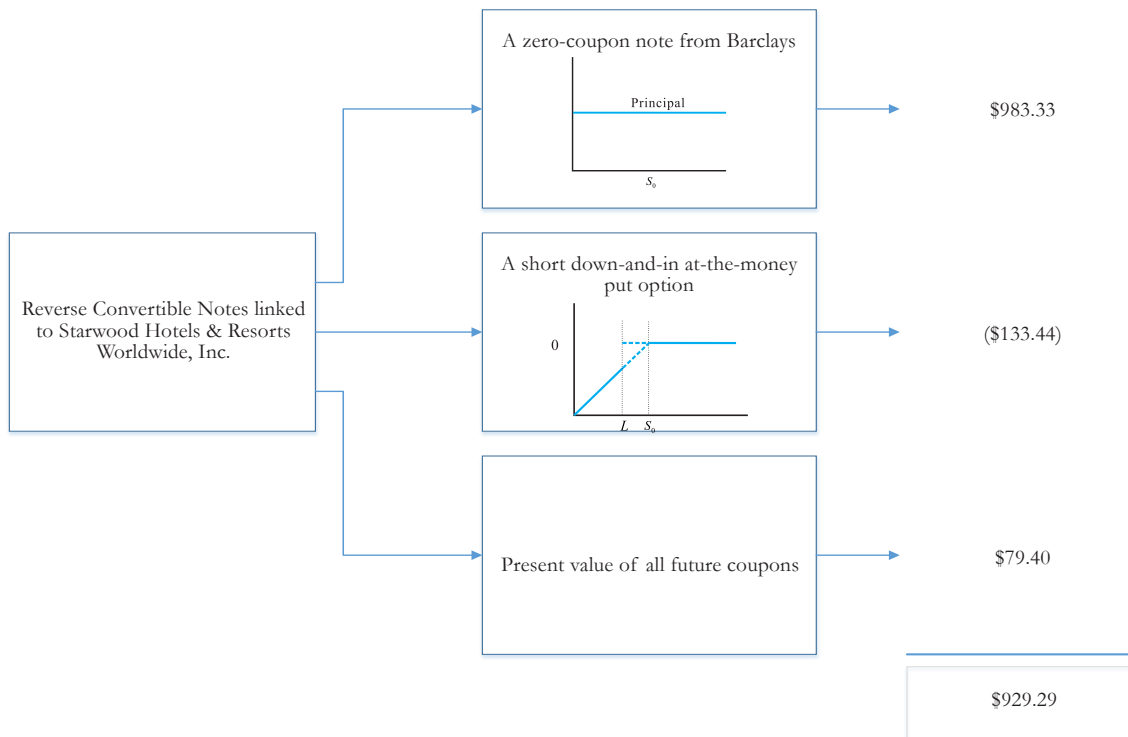 A zero-coupon note from Barclays
Principal
S₀
$983.33
Reverse Convertible Notes linked
to Starwood Hotels & Resorts
Worldwide, Inc.
A short down-and-in at-the-money
put option
0
L S₀
($133.44)
Present value of all future coupons
$79.40
$929.29